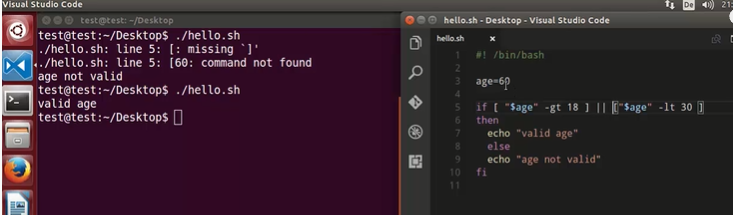 Visual Studio Code
De
21:
test@test: ~/Desktop
test@test:~/Desktop$ ./hello.sh
./hello.sh: line 5: [: missing `]'
./hello.sh: line 5: [60: command not found
age not valid
test@test:~/Desktop$ ./hello.sh
valid age
test@test:~/Desktop$
hello.sh - Desktop - Visual Studio Code
hello.sh
1 #! /bin/bash
2
3 age=60
4
5 if [ "$age" -gt 18 ] || ["$age" -lt 30 ]
6 then
7 echo "valid age"
8 else
9 echo "age not valid"
10 fi
11